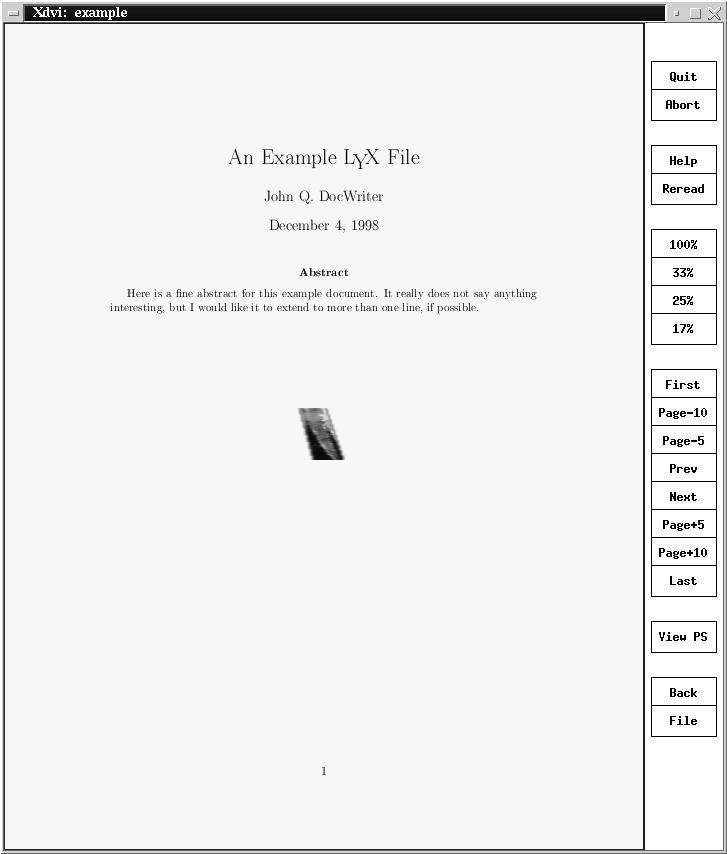 Xdvi: example
An Example LYX File
John Q. DocWriter
December 4, 1998
Abstract
Here is a fine abstract for this example document. It really does not say anything
interesting, but I would like it to extend to more than one line, if possible.
1
Quit
Abort
Help
Reread
100%
33%
25%
17%
First
Page-10
Page-5
Prev
Next
Page+5
Page+10
Last
View PS
Back
File